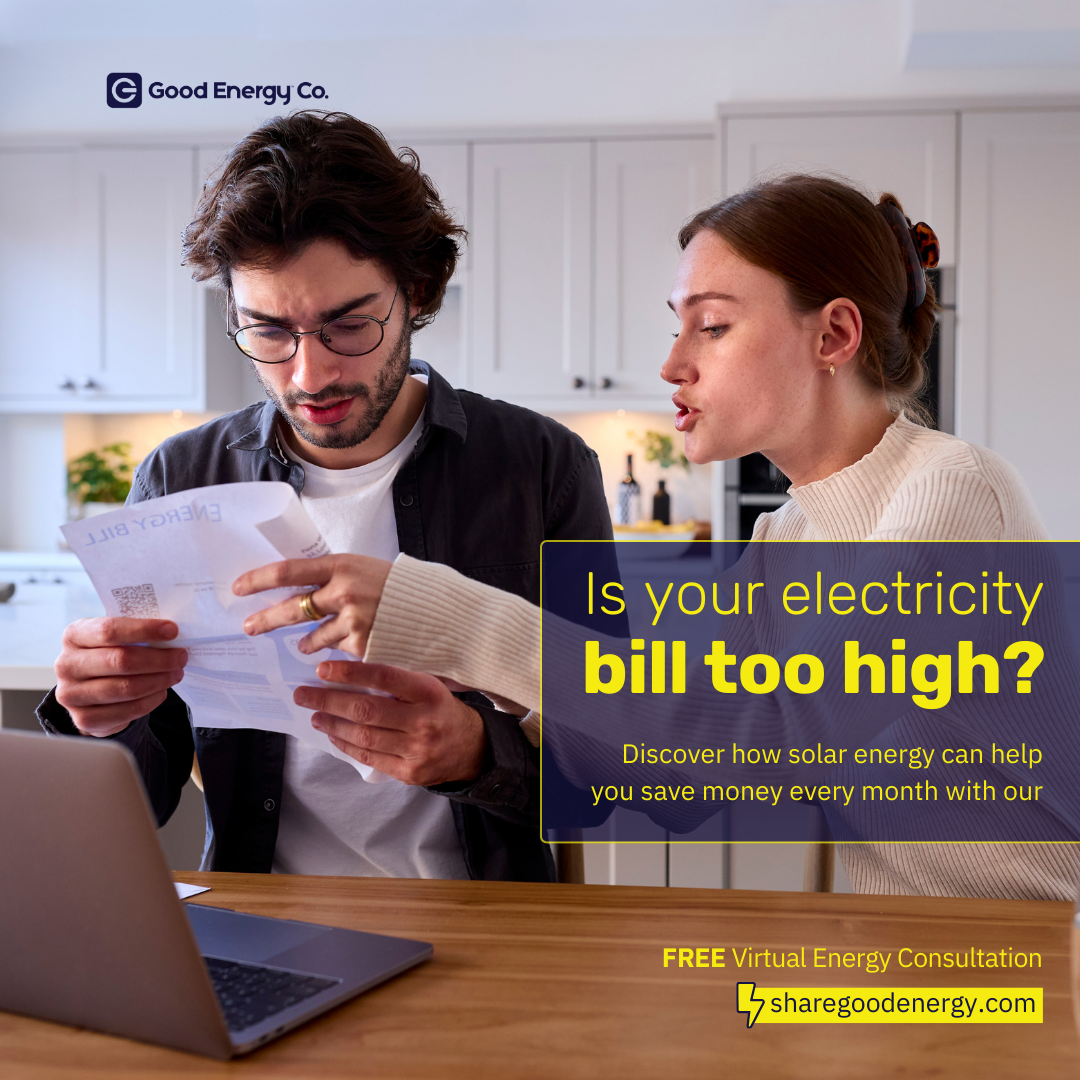 Good Energy Co.
ENERGY BILL
Is your electricity
bill too high?
Discover how solar energy can help
you save money every month with our
FREE Virtual Energy Consultation
sharegoodenergy.com